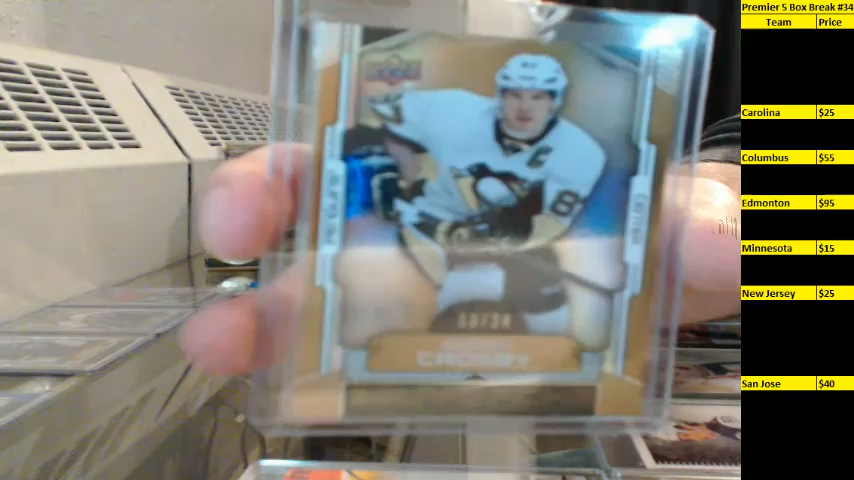 Premier 5 Box Break #34
Team Price
Carolina $25
Columbus $55
Edmonton $95
Minnesota $15
New Jersey $25
San Jose $40
C
CENTER
CROSBY